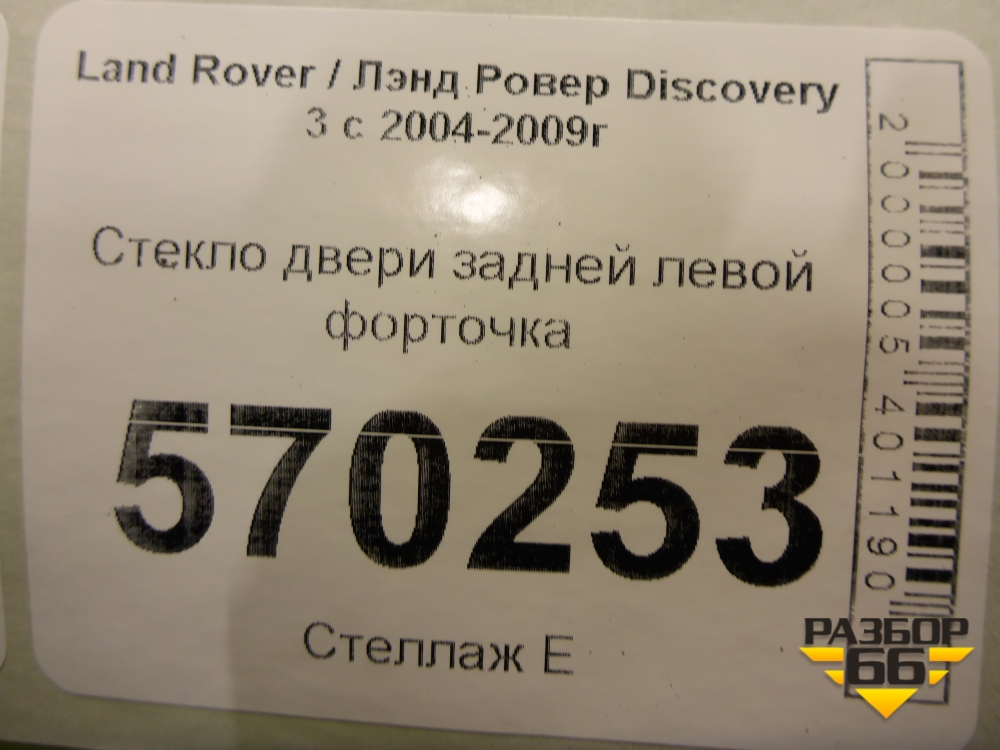 Land Rover / Лэнд Ровер Discovery
3 с 2004-2009г
Стекло двери задней левой
форточка
570253
Стеллаж Е
2000005401190
РАЗБОР
66